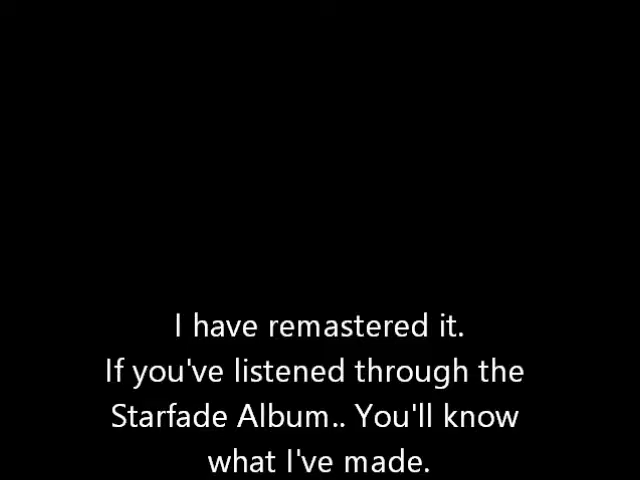 I have remastered it.
If you've listened through the
Starfade Album.. You'll know
what I've made.